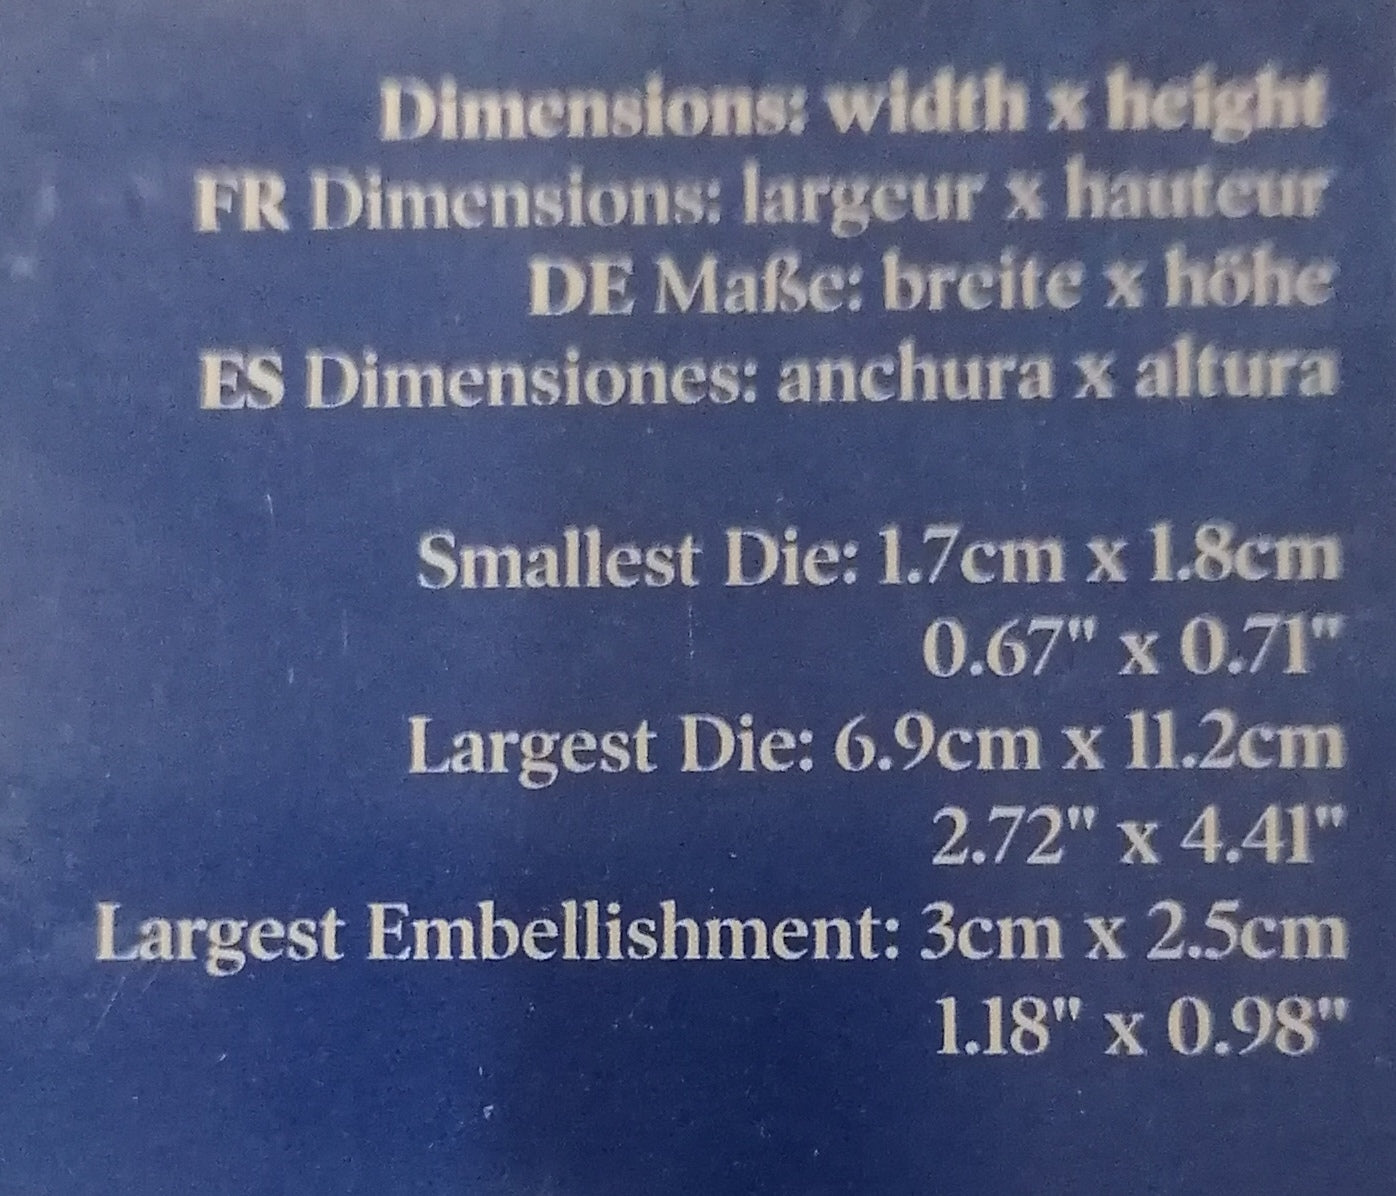 Dimensions: width x height
FR Dimensions: largeur x hauteur
DE Maße: breite x höhe
ES Dimensiones: anchura x altura
Smallest Die: 1.7cm x 1.8cm
0.67" x 0.71"
Largest Die: 6.9cm x 11.2cm
2.72" x 4.41"
Largest Embellishment: 3cm x 2.5cm
1.18" x 0.98"